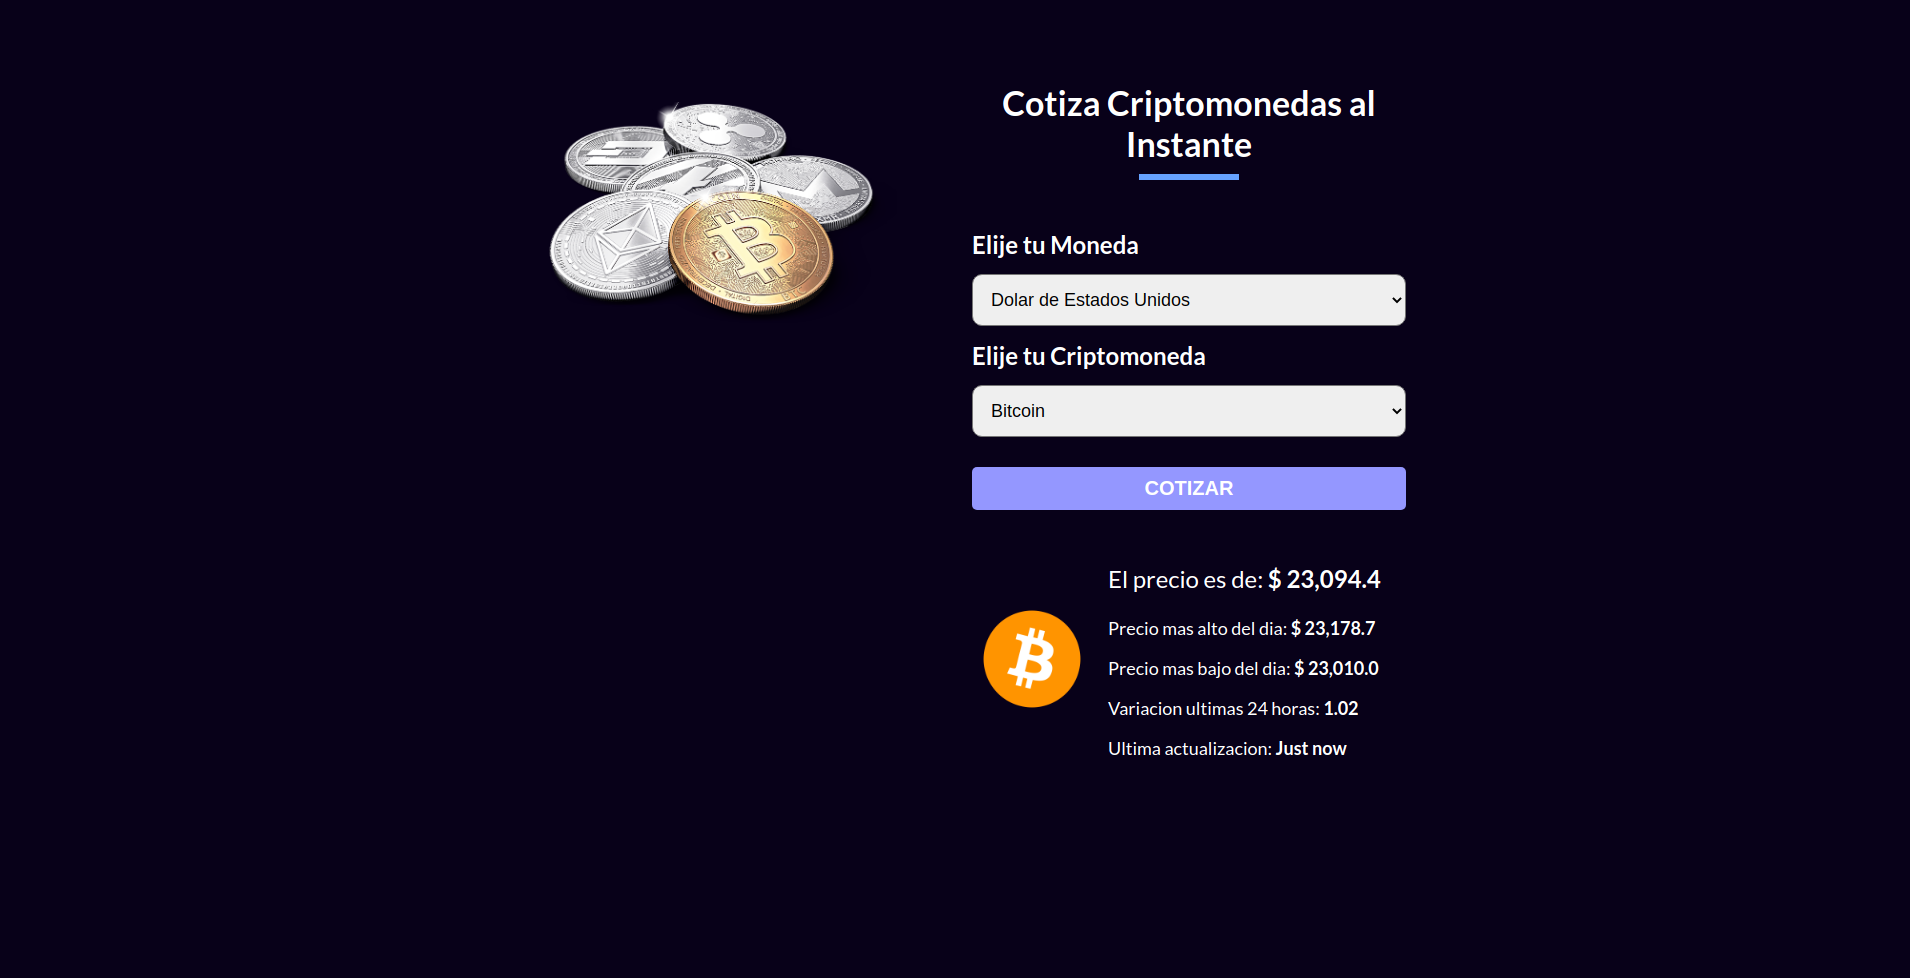 Cotiza Criptomonedas al
Instante
Elije tu Moneda
Dolar de Estados Unidos
Elije tu Criptomoneda
Bitcoin
COTIZAR
El precio es de: $ 23,094.4
Precio mas alto del dia: $ 23,178.7
Precio mas bajo del dia: $ 23,010.0
Variacion ultimas 24 horas: 1.02
Ultima actualizacion: Just now